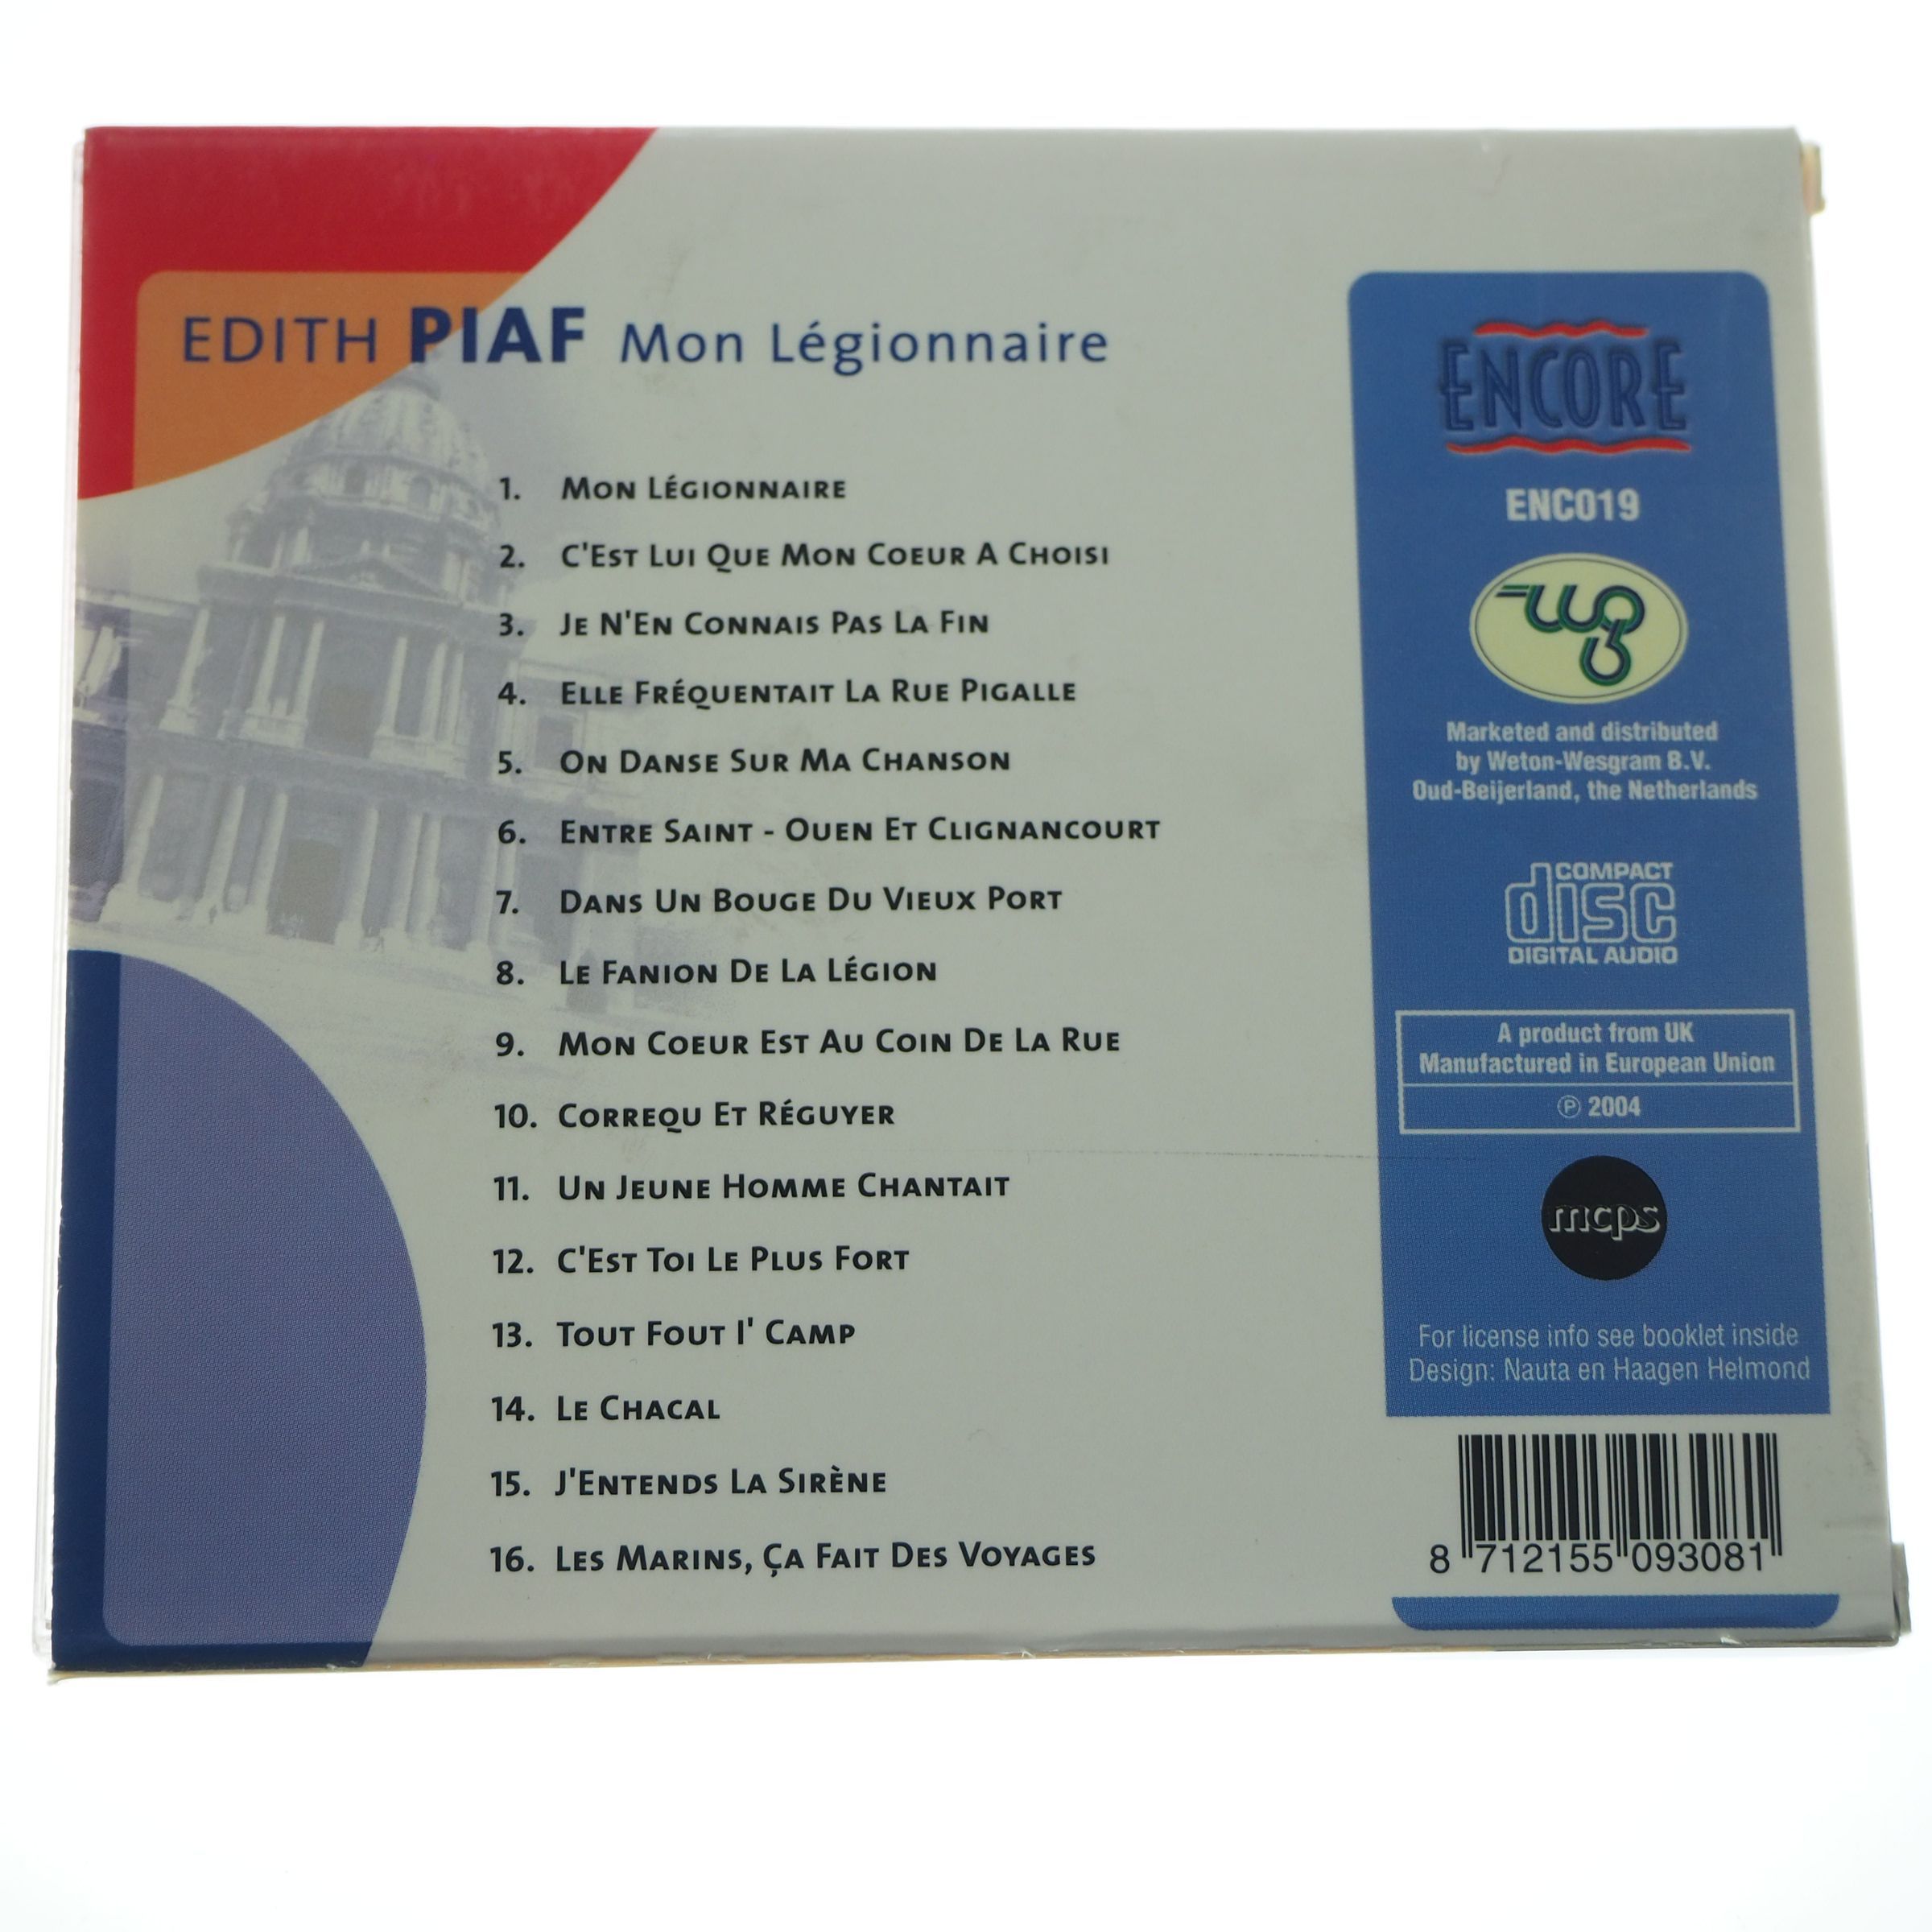 EDITH PIAF Mon Légionnaire
1. MON LÉGIONNAIRE
2. C'EST LUI QUE MON COEUR A CHOISI
3. JE N'EN CONNAIS PAS LA FIN
4. ELLE FRÉQUENTAIT LA RUE PIGALLE
5. ON DANSE SUR MA CHANSON
6. ENTRE SAINT - OUEN ET CLIGNANCOURT
7. DANS UN BOUGE DU VIEUX PORT
8. LE FANION DE LA LÉGION
9. MON COEUR EST AU COIN DE LA RUE
10. CORREQU ET RÉGUYER
11. UN JEUNE HOMME CHANTAIT
12. C'EST TOI LE PLUS FORT
13. TOUT FOUT I' CAMP
14. LE CHACAL
15. J'ENTENDS LA SIRÈNE
16. LES MARINS, ÇA FAIT DES VOYAGES
ENCORE
ENC019
Marketed and distributed
by Weton-Wesgram B.V.
Oud-Beijerland, the Netherlands
COMPACT
disc
DIGITAL AUDIO
A product from UK
Manufactured in European Union
℗ 2004
mcps
For license info see booklet inside
Design: Nauta en Haagen Helmond
8 712155 093081